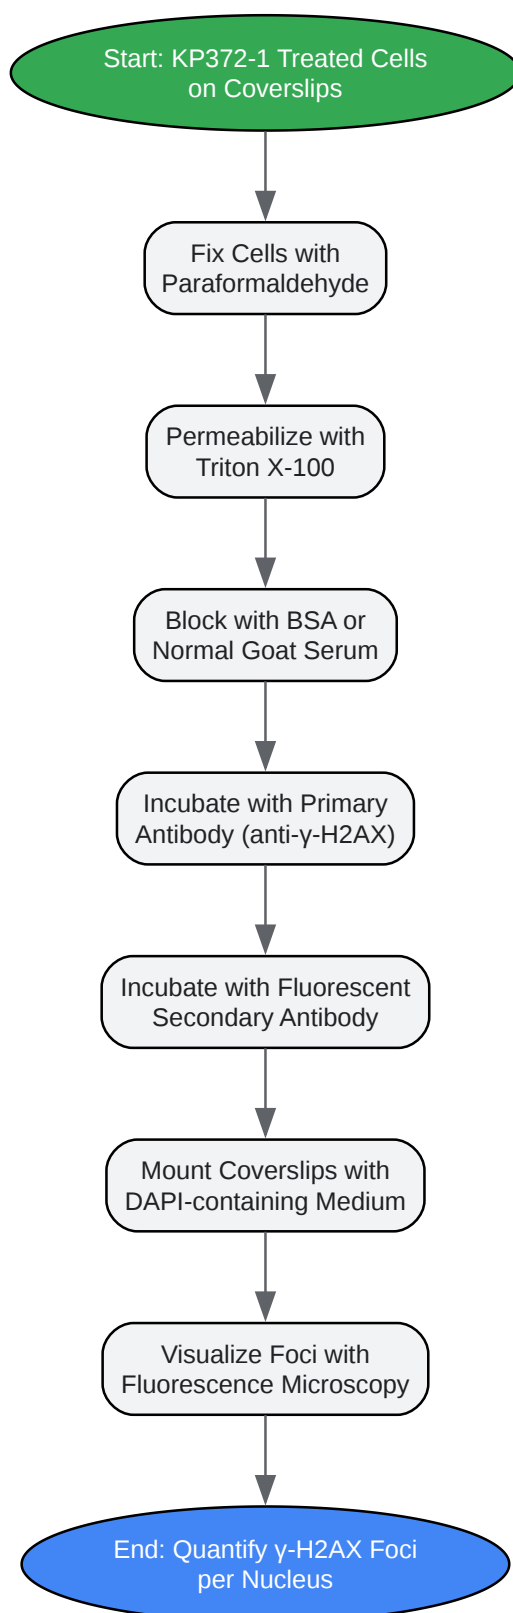 Start: KP372-1 Treated Cells
on Coverslips
Fix Cells with
Paraformaldehyde
Permeabilize with
Triton X-100
Block with BSA or
Normal Goat Serum
Incubate with Primary
Antibody (anti-γ-H2AX)
Incubate with Fluorescent
Secondary Antibody
Mount Coverslips with
DAPI-containing Medium
Visualize Foci with
Fluorescence Microscopy
End: Quantify γ-H2AX Foci
per Nucleus